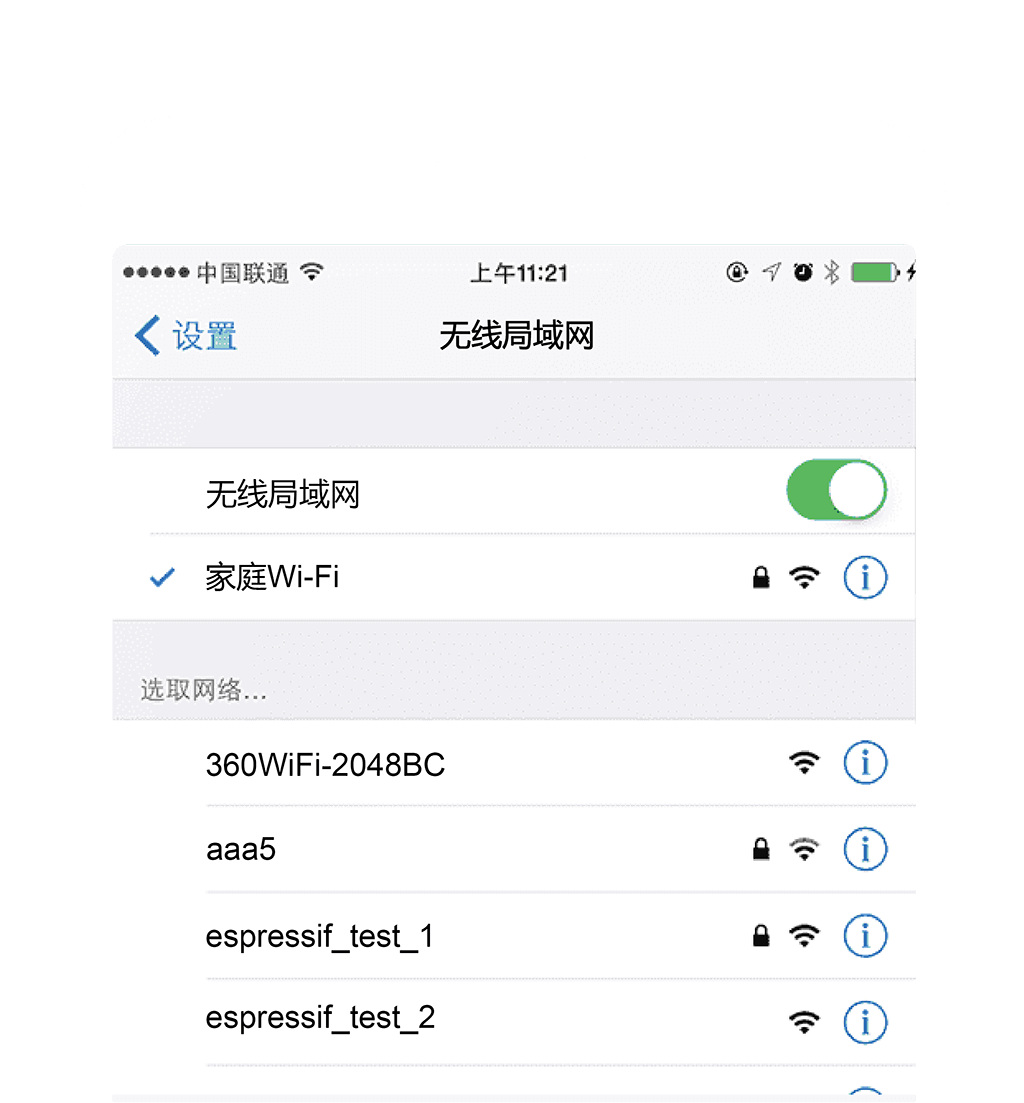 中国联通 上午11:21
设置 无线局域网
无线局域网
家庭Wi-Fi
选取网络...
360WiFi-2048BC
aaa5
espressif_test_1
espressif_test_2